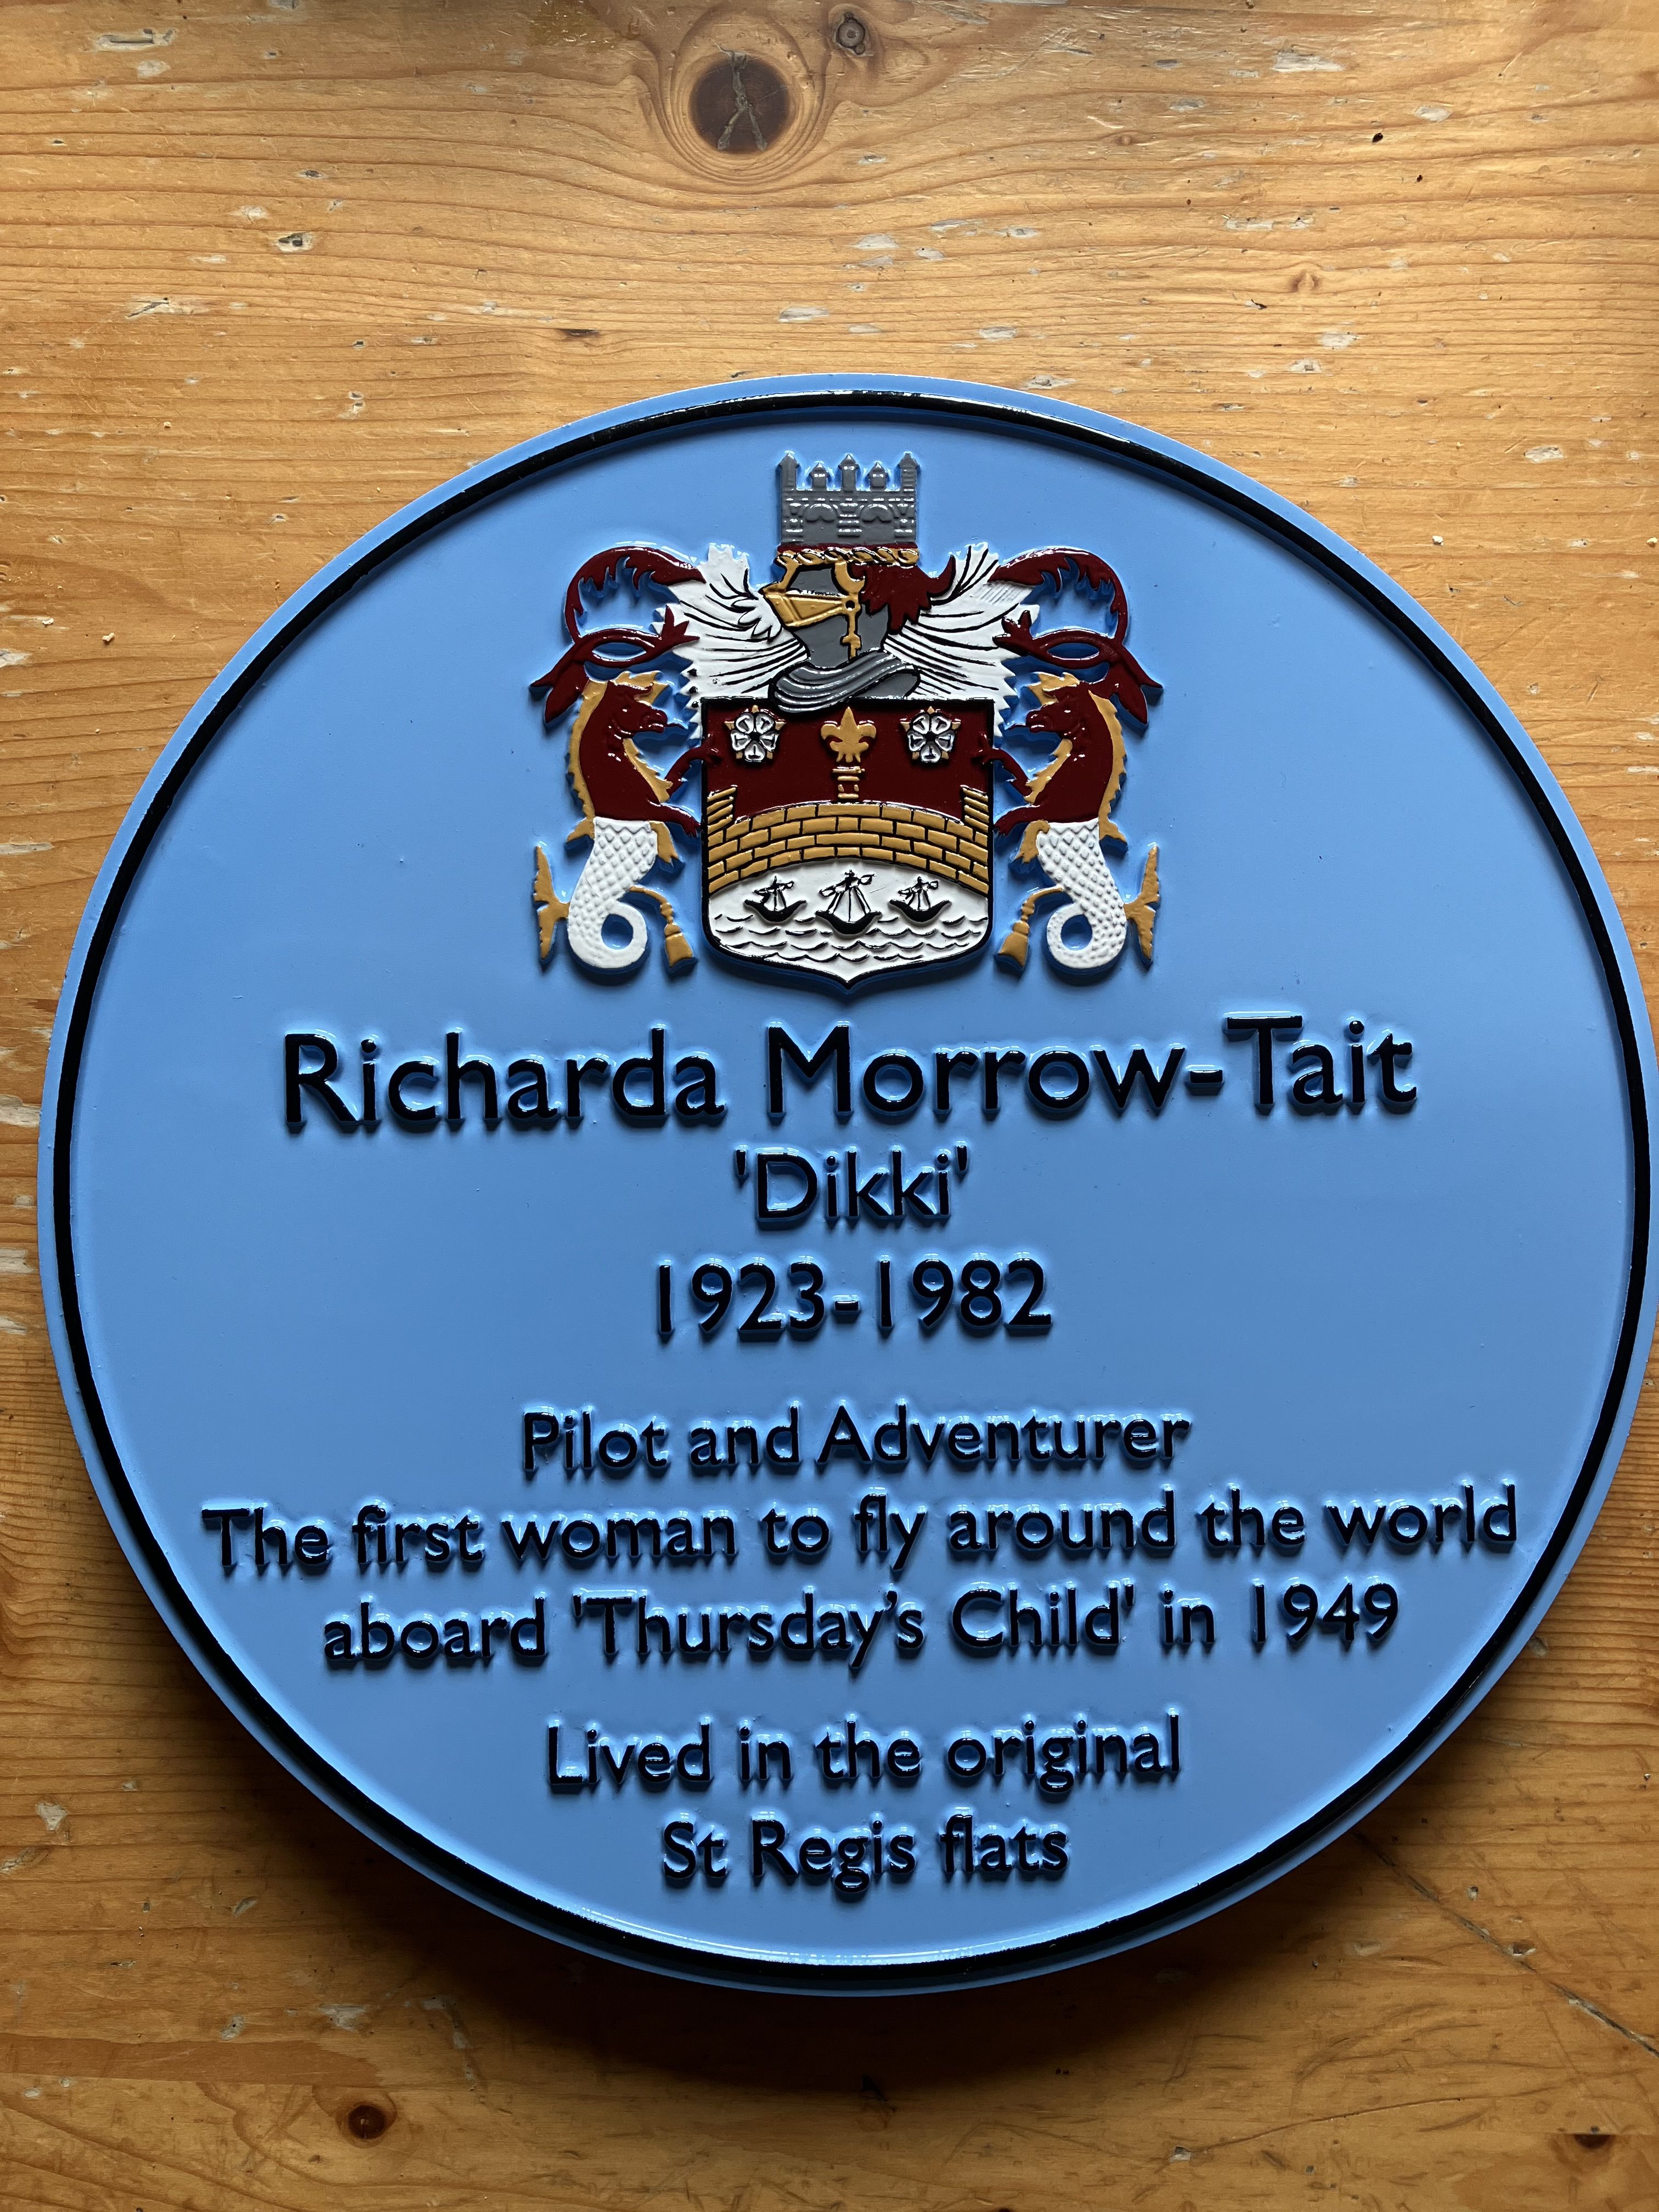 Richarda Morrow-Tait
'Dikki'
1923-1982
Pilot and Adventurer
The first woman to fly around the world
aboard 'Thursday’s Child' in 1949
Lived in the original
St Regis flats